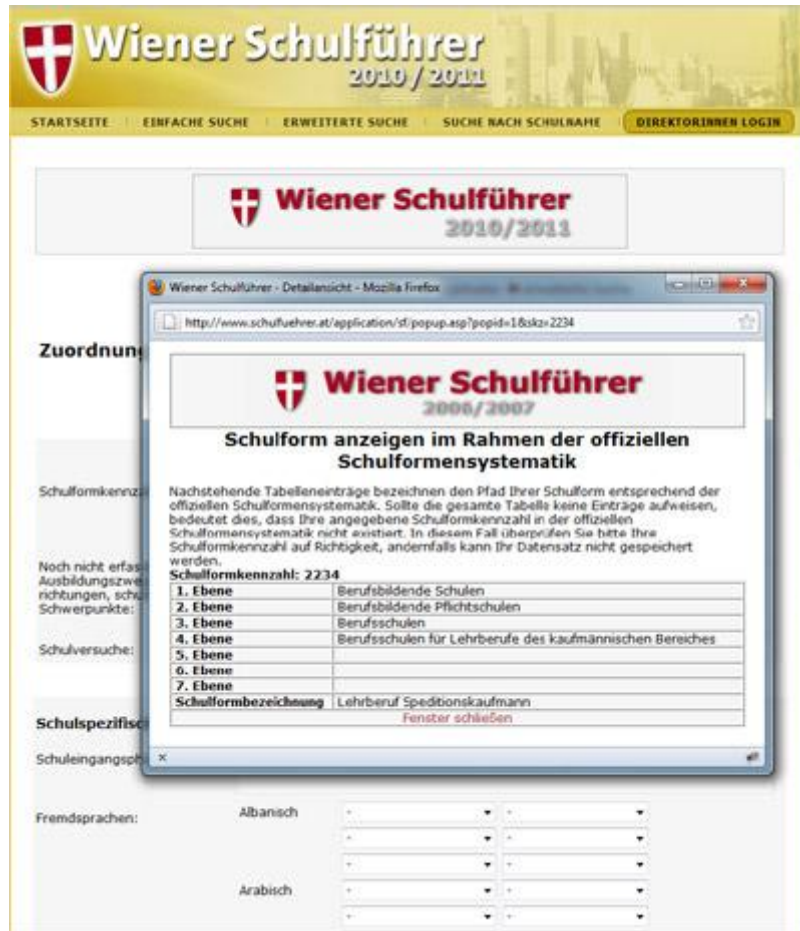 Wiener Schulführer
2010 / 2011
STARTSEITE EINFACHE SUCHE ERWEITERTE SUCHE SUCHE NACH SCHULNAME DIREKTORINNEN LOGIN
Wiener Schulführer
2010/2011
Wiener Schulführer - Detailansicht - Mozilla Firefox
http://www.schulfuehrer.at/application/sf/popup.asp?popid=1&skz=2234
Zuordnung
Wiener Schulführer
2006/2007
Schulform anzeigen im Rahmen der offiziellen
Schulformensystematik
Schulformkennza
Nachstehende Tabelleneinträge bezeichnen den Pfad Ihrer Schulform entsprechend der
offiziellen Schulformensystematik. Sollte die gesamte Tabelle keine Einträge aufweisen,
bedeutet dies, dass Ihre angegebene Schulformkennzahl in der offiziellen
Schulformensystematik nicht existiert. In diesem Fall überprüfen Sie bitte Ihre
Schulformkennzahl auf Richtigkeit, andernfalls kann Ihr Datensatz nicht gespeichert
werden.
Schulformkennzahl: 2234
1. Ebene Berufsbildende Schulen
2. Ebene Berufsbildende Pflichtschulen
3. Ebene Berufsschulen
4. Ebene Berufsschulen für Lehrberufe des kaufmännischen Bereiches
5. Ebene
6. Ebene
7. Ebene
Schulformbezeichnung Lehrberuf Speditionskaufmann
Fenster schließen
Noch nicht erfas
Ausbildungszwe
richtungen, schu
Schwerpunkte:
Schulversuche:
Schulspezifisc
Schuleingangsph
Fremdsprachen:
Albanisch - -
- -
- -
Arabisch - -
- -